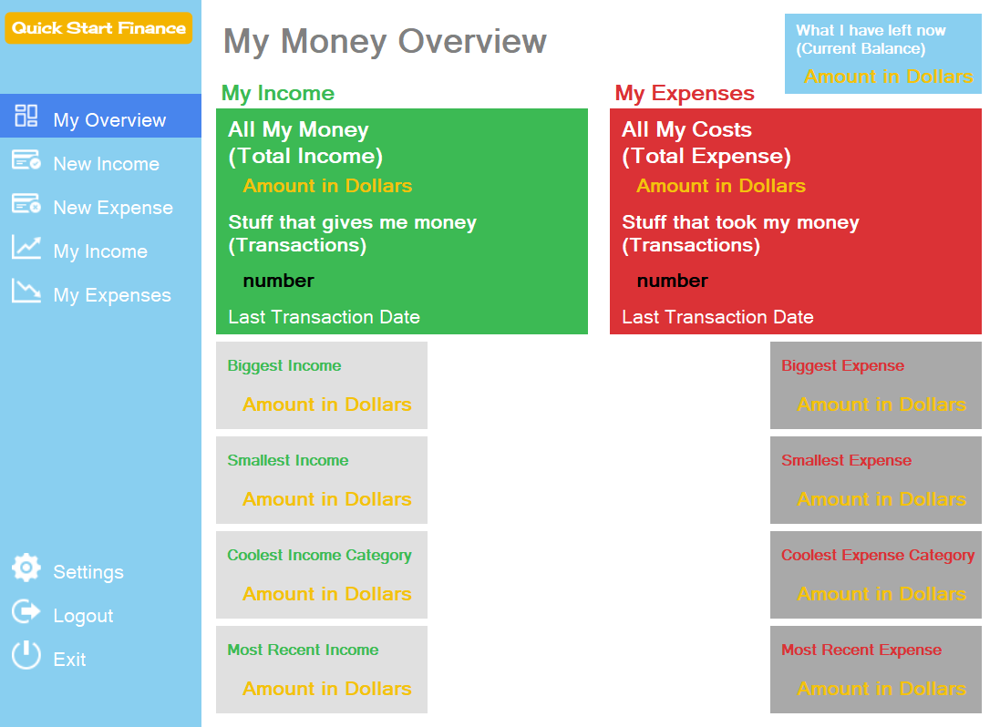 Quick Start Finance
My Overview
New Income
New Expense
My Income
My Expenses
Settings
Logout
Exit
My Money Overview
What I have left now
(Current Balance)
Amount in Dollars
My Income
All My Money
(Total Income)
Amount in Dollars
Stuff that gives me money
(Transactions)
number
Last Transaction Date
My Expenses
All My Costs
(Total Expense)
Amount in Dollars
Stuff that took my money
(Transactions)
number
Last Transaction Date
Biggest Income
Amount in Dollars
Smallest Income
Amount in Dollars
Coolest Income Category
Amount in Dollars
Most Recent Income
Amount in Dollars
Biggest Expense
Amount in Dollars
Smallest Expense
Amount in Dollars
Coolest Expense Category
Amount in Dollars
Most Recent Expense
Amount in Dollars